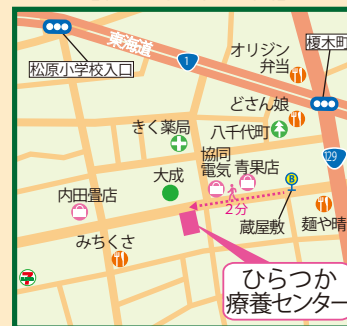 東海道
1
松原小学校入口
オリジン
弁当
榎木町
どさん娘
きく薬局
八千代町
129
協同
電気
青果店
大成
内田畳店
2分
B
蔵屋敷
麺や晴
みちくさ
7
ひらつか
療養センター